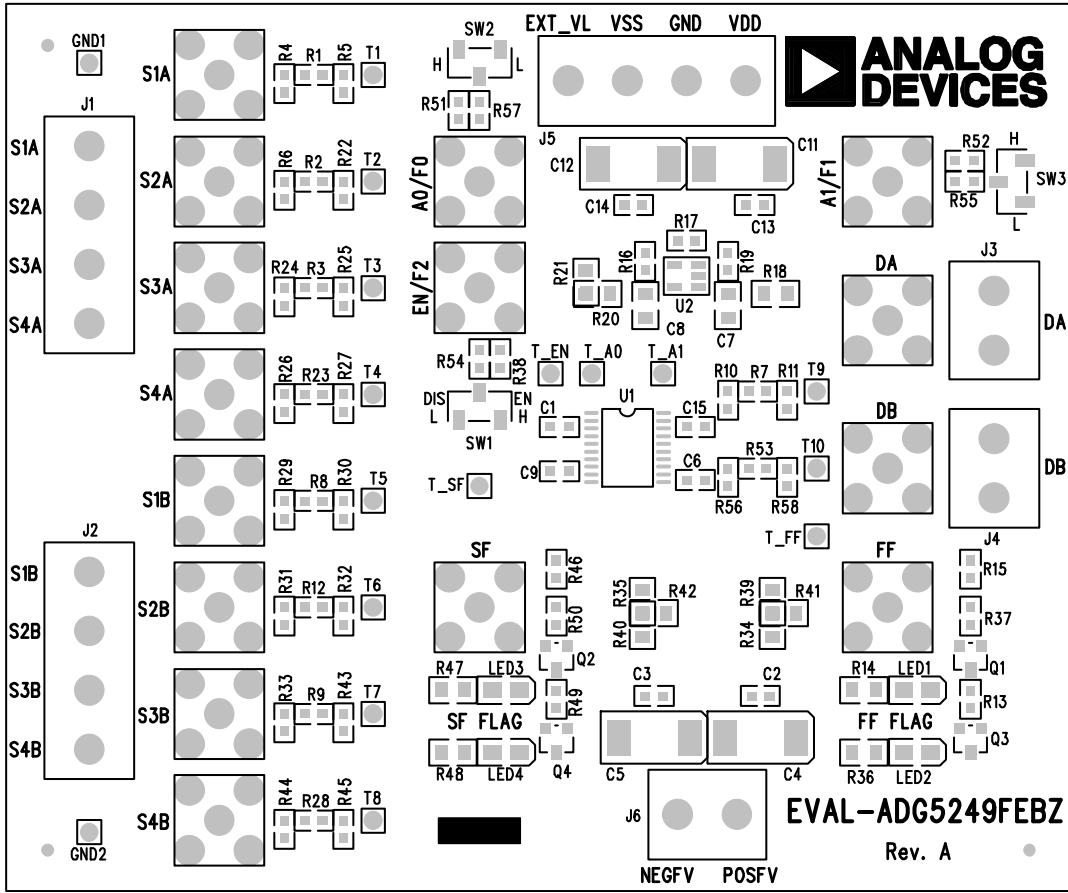 EXT_VL VSS GND VDD
ANALOG
DEVICES
GND1
J1
S1A
R4 R1 R5 T1
SW2
H L
R51 R57
J5
C12 C11
C14 C13
R52
H
SW3
R55
L
S1A
S2A
S3A
S4A
S2A
R6 R2 R22 T2
A0/F0
A1/F1
R17
R16 R19
R21 R20 R18
U2
C8 C7
S3A
R24 R3 R25 T3
EN/F2
DA
J3
DA
S4A
R26 R23 R27 T4
R54 R38
T_EN T_A0 T_A1
DIS EN
L H
SW1
C1 U1 C15
R10 R7 R11 T9
C9 C6
R53 T10
R56 R58
DB
DB
J4
T_SF
T_FF
S1B
R29 R8 R30 T5
J2
S1B
S2B
S3B
S4B
S2B
R31 R12 R32 T6
SF
R46
R50
Q2
R35 R42
R40
R39 R41
R34
FF
R15
R37
Q1
S3B
R33 R9 R43 T7
R47 LED3
R49
SF FLAG
R48 LED4 Q4
C3 C2
C5 C4
R14 LED1
R13
FF FLAG
R36 LED2 Q3
S4B
R44 R28 R45 T8
GND2
J6
NEGFV POSFV
EVAL-ADG5249FEBZ
Rev. A